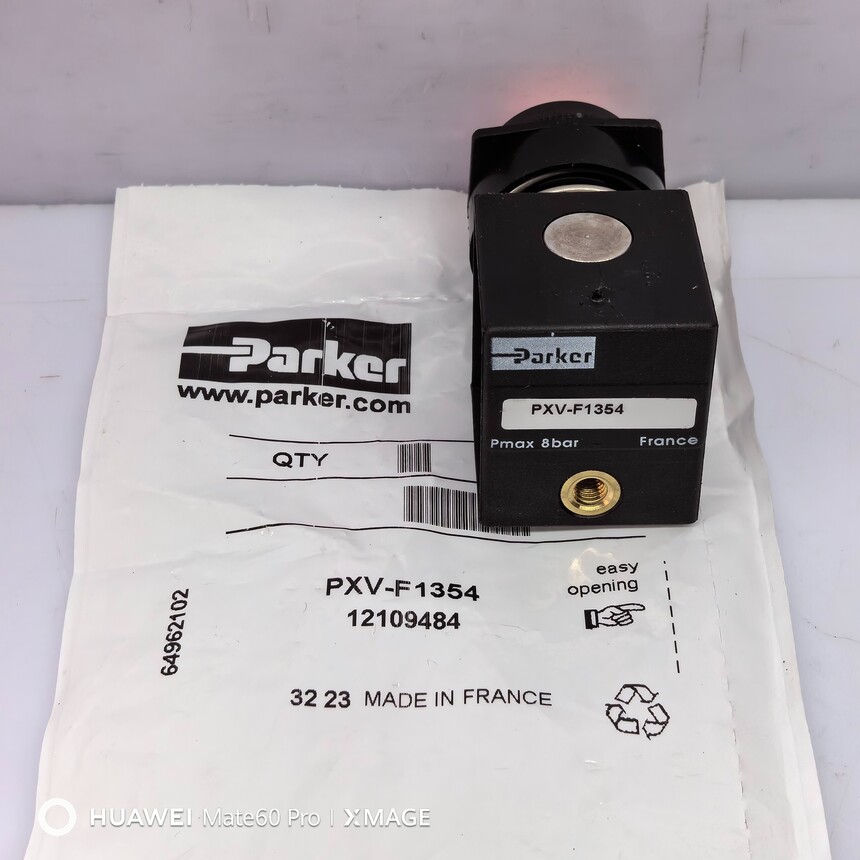 Parker
www.parker.com
QTY
PXV-F1354
12109484
64962102
easy
opening
32 23 MADE IN FRANCE
Parker
PXV-F1354
Pmax 8bar France
HUAWEI Mate60 Pro | XMAGE